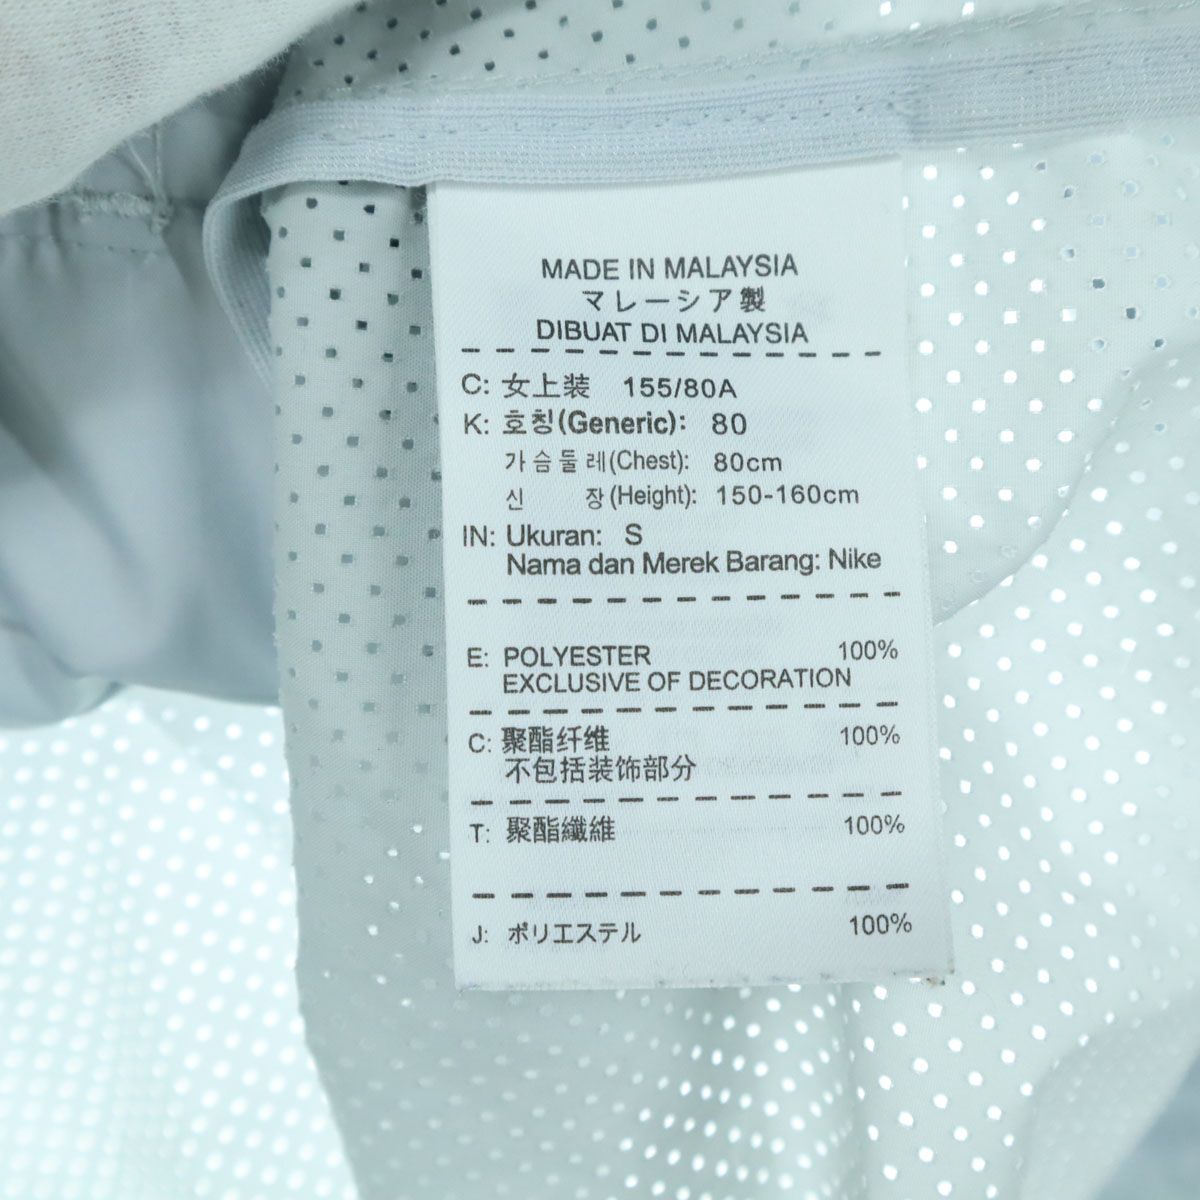 MADE IN MALAYSIA
マレーシア製
DIBUAT DI MALAYSIA
C: 女上装 155/80A
K: 호칭(Generic): 80
가슴둘레(Chest): 80cm
신 장(Height): 150-160cm
IN: Ukuran: S
Nama dan Merek Barang: Nike
E: POLYESTER 100%
EXCLUSIVE OF DECORATION
C: 聚酯纤维 100%
不包括装饰部分
T: 聚酯纖維 100%
J: ポリエステル 100%